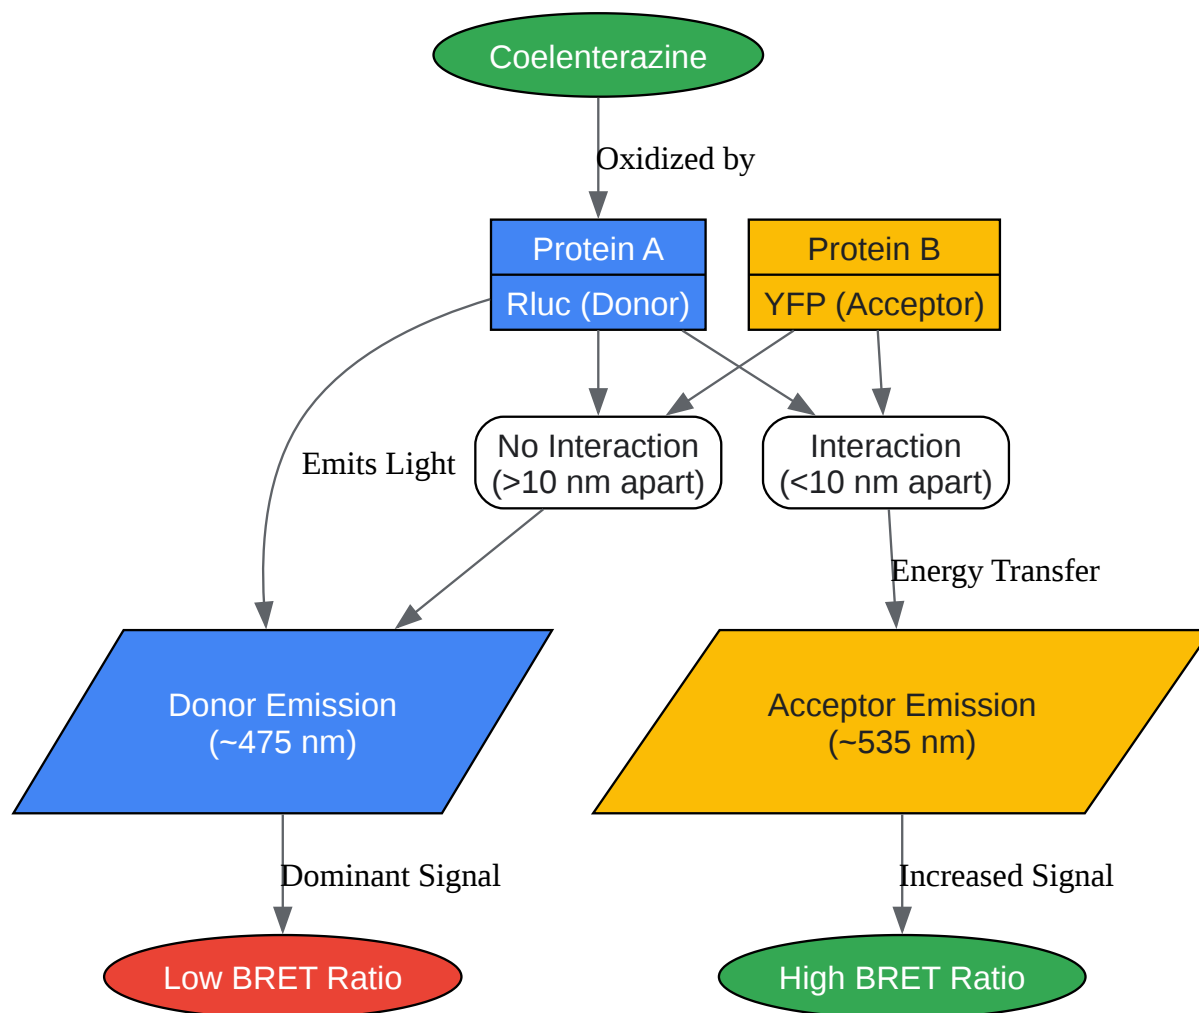 Coelenterazine
Oxidized by
Protein A
Protein B
Rluc (Donor)
YFP (Acceptor)
No Interaction
(>10 nm apart)
Interaction
(<10 nm apart)
Emits Light
Energy Transfer
Donor Emission
(~475 nm)
Acceptor Emission
(~535 nm)
Dominant Signal
Increased Signal
Low BRET Ratio
High BRET Ratio